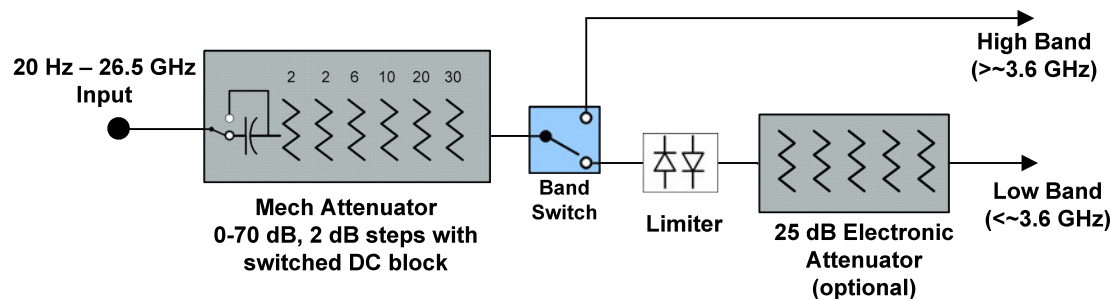 20 Hz – 26.5 GHz
Input
2 2 6 10 20 30
Mech Attenuator
0-70 dB, 2 dB steps with
switched DC block
Band
Switch
Limiter
25 dB Electronic
Attenuator
(optional)
High Band
(>~3.6 GHz)
Low Band
(<~3.6 GHz)